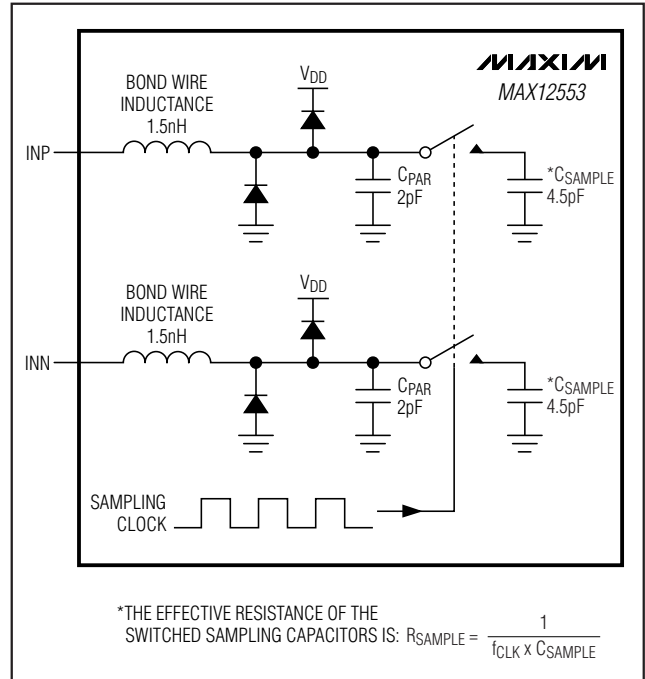 MAXIM
MAX12553
BOND WIRE
INDUCTANCE
1.5nH
VDD
INP
CPAR
2pF
*CSAMPLE
4.5pF
BOND WIRE
INDUCTANCE
1.5nH
VDD
INN
CPAR
2pF
*CSAMPLE
4.5pF
SAMPLING
CLOCK
*THE EFFECTIVE RESISTANCE OF THE
SWITCHED SAMPLING CAPACITORS IS: RSAMPLE = 1
fCLK x CSAMPLE